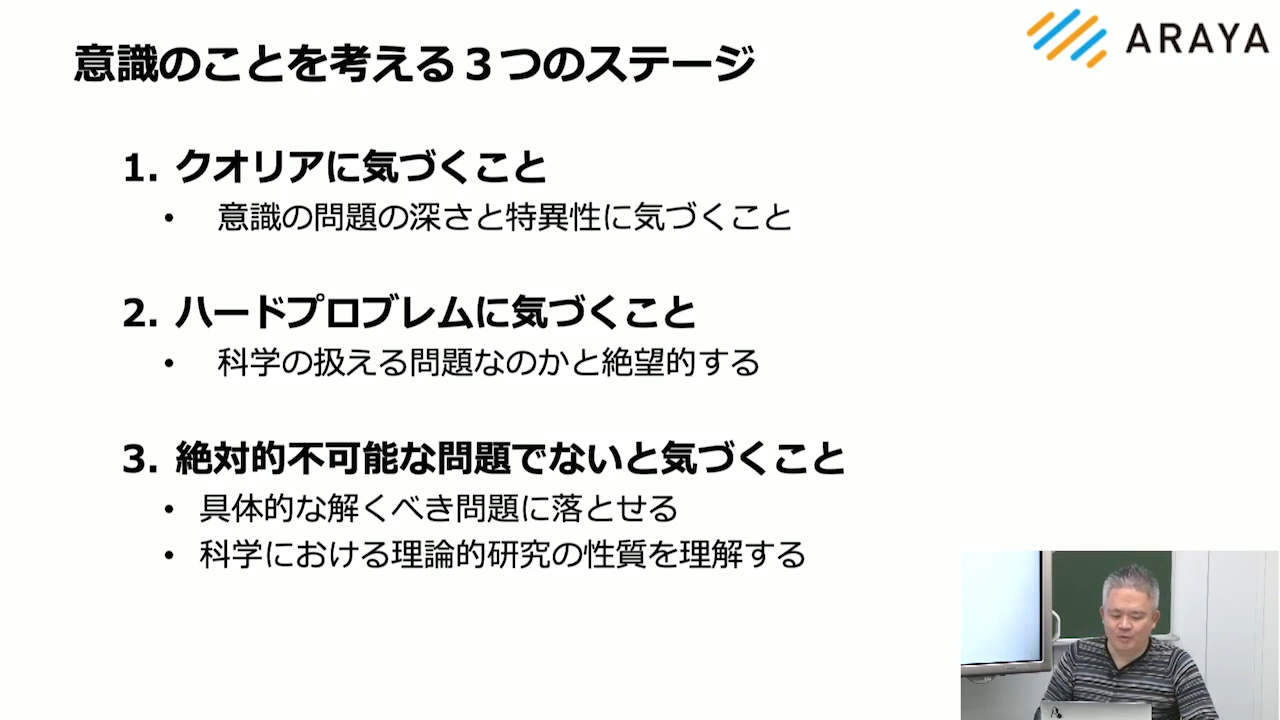 意識のことを考える３つのステージ
ARAYA
1. クオリアに気づくこと
• 意識の問題の深さと特異性に気づくこと
2. ハードプロブレムに気づくこと
• 科学の扱える問題なのかと絶望的する
3. 絶対的不可能な問題でないと気づくこと
• 具体的な解くべき問題に落とせる
• 科学における理論的研究の性質を理解する